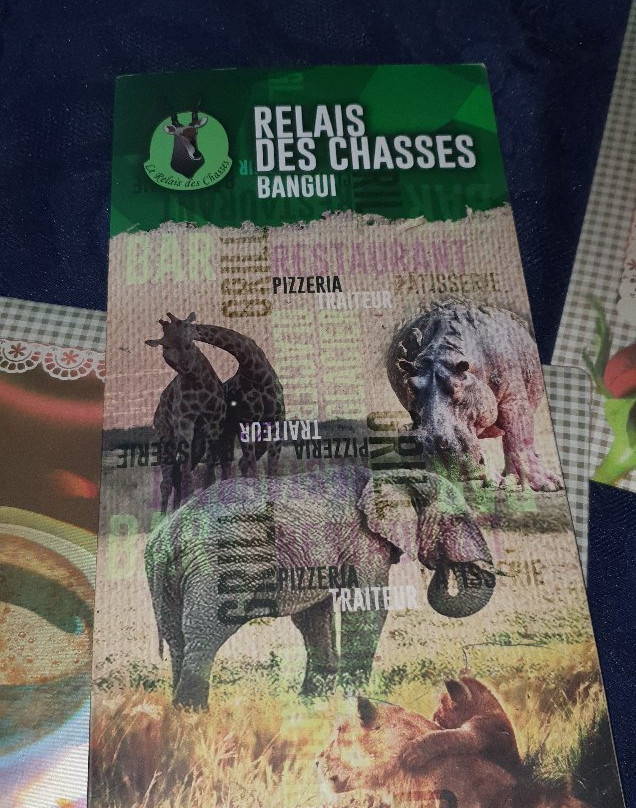 RELAIS
DES CHASSES
BANGUI
Le Relais des Chasses
BAR
GRILL
RESTAURANT
PIZZERIA
PATISSERIE
TRAITEUR
TRAITEUR
PIZZERIA
GRILL
PATISSERIE
GRILL
PIZZERIA
PATISSERIE
TRAITEUR